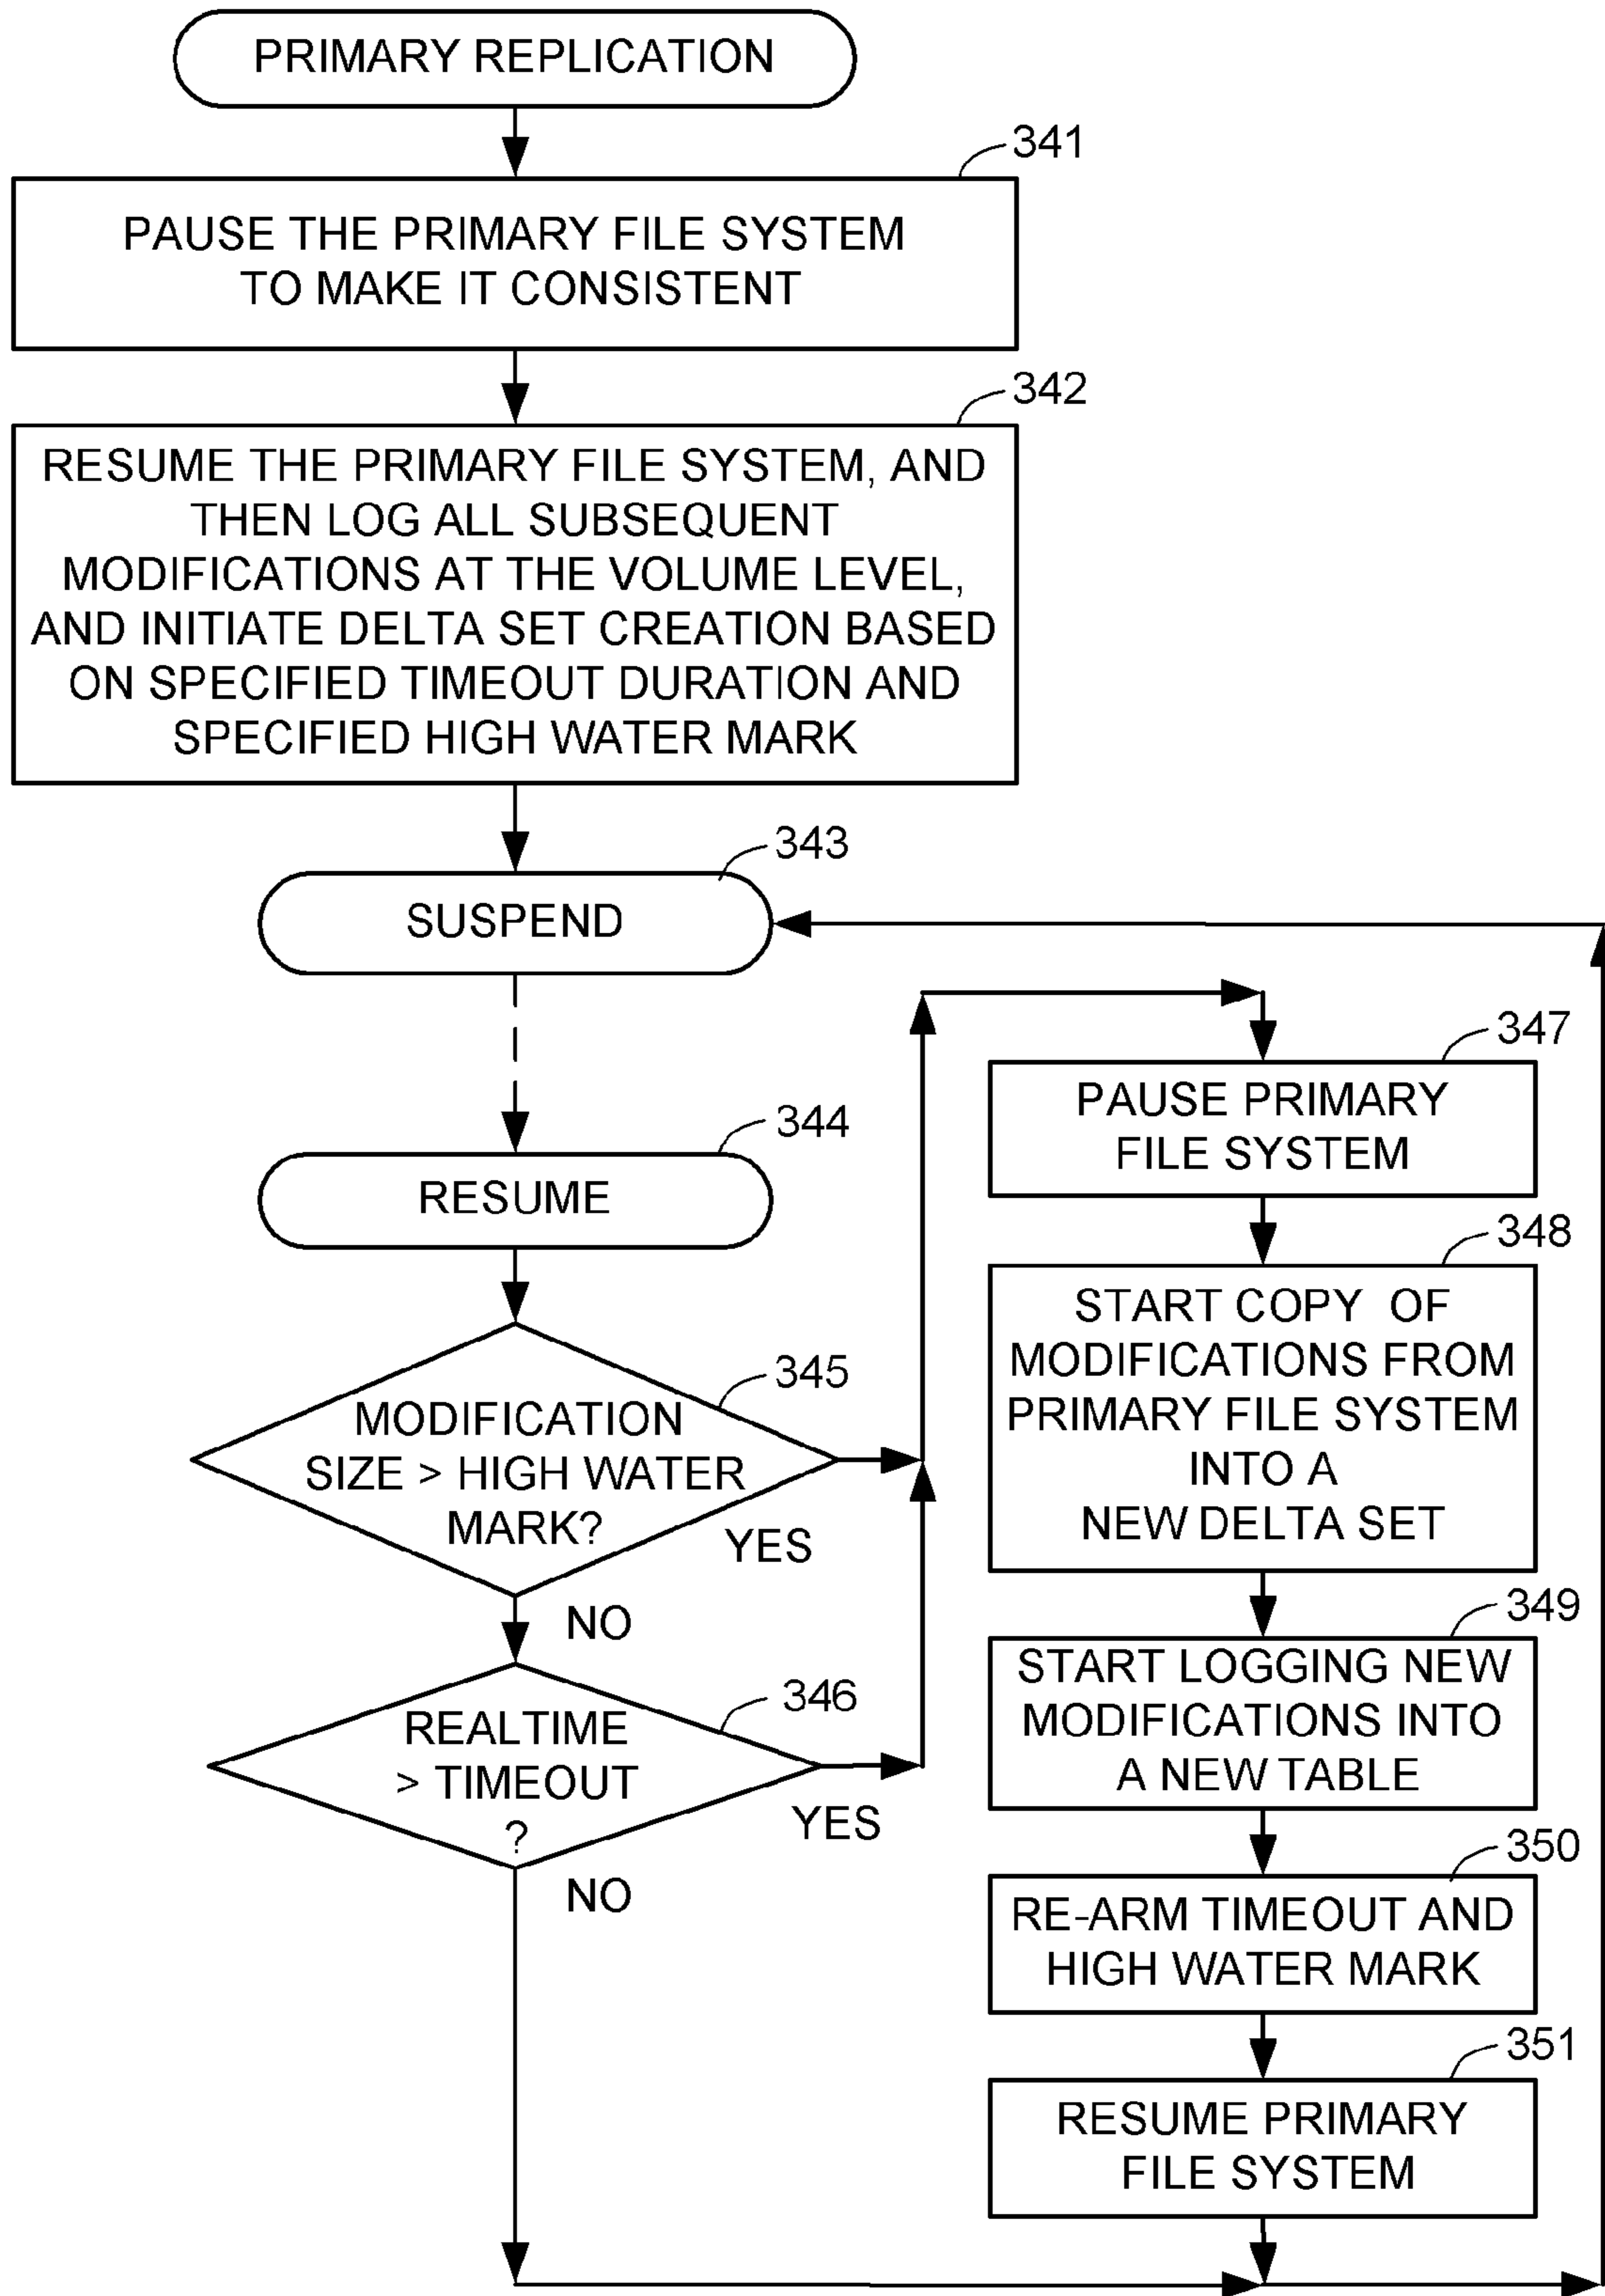 PRIMARY REPLICATION
341
PAUSE THE PRIMARY FILE SYSTEM
TO MAKE IT CONSISTENT
342
RESUME THE PRIMARY FILE SYSTEM, AND
THEN LOG ALL SUBSEQUENT
MODIFICATIONS AT THE VOLUME LEVEL,
AND INITIATE DELTA SET CREATION BASED
ON SPECIFIED TIMEOUT DURATION AND
SPECIFIED HIGH WATER MARK
343
SUSPEND
344
RESUME
345
MODIFICATION
SIZE > HIGH WATER
MARK?
YES
NO
346
REALTIME
> TIMEOUT
?
YES
NO
347
PAUSE PRIMARY
FILE SYSTEM
348
START COPY OF
MODIFICATIONS FROM
PRIMARY FILE SYSTEM
INTO A
NEW DELTA SET
349
START LOGGING NEW
MODIFICATIONS INTO
A NEW TABLE
350
RE-ARM TIMEOUT AND
HIGH WATER MARK
351
RESUME PRIMARY
FILE SYSTEM